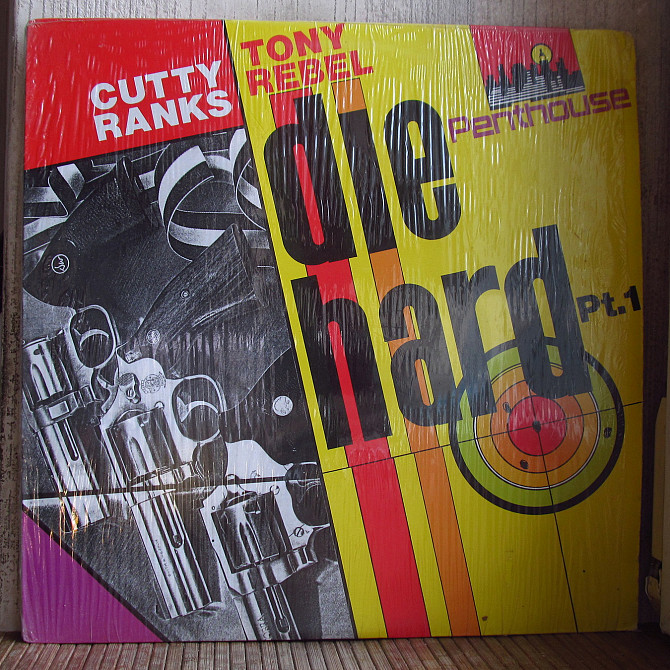 CUTTY
RANKS
TONY
REBEL
Penthouse
die
hard
Pt.1